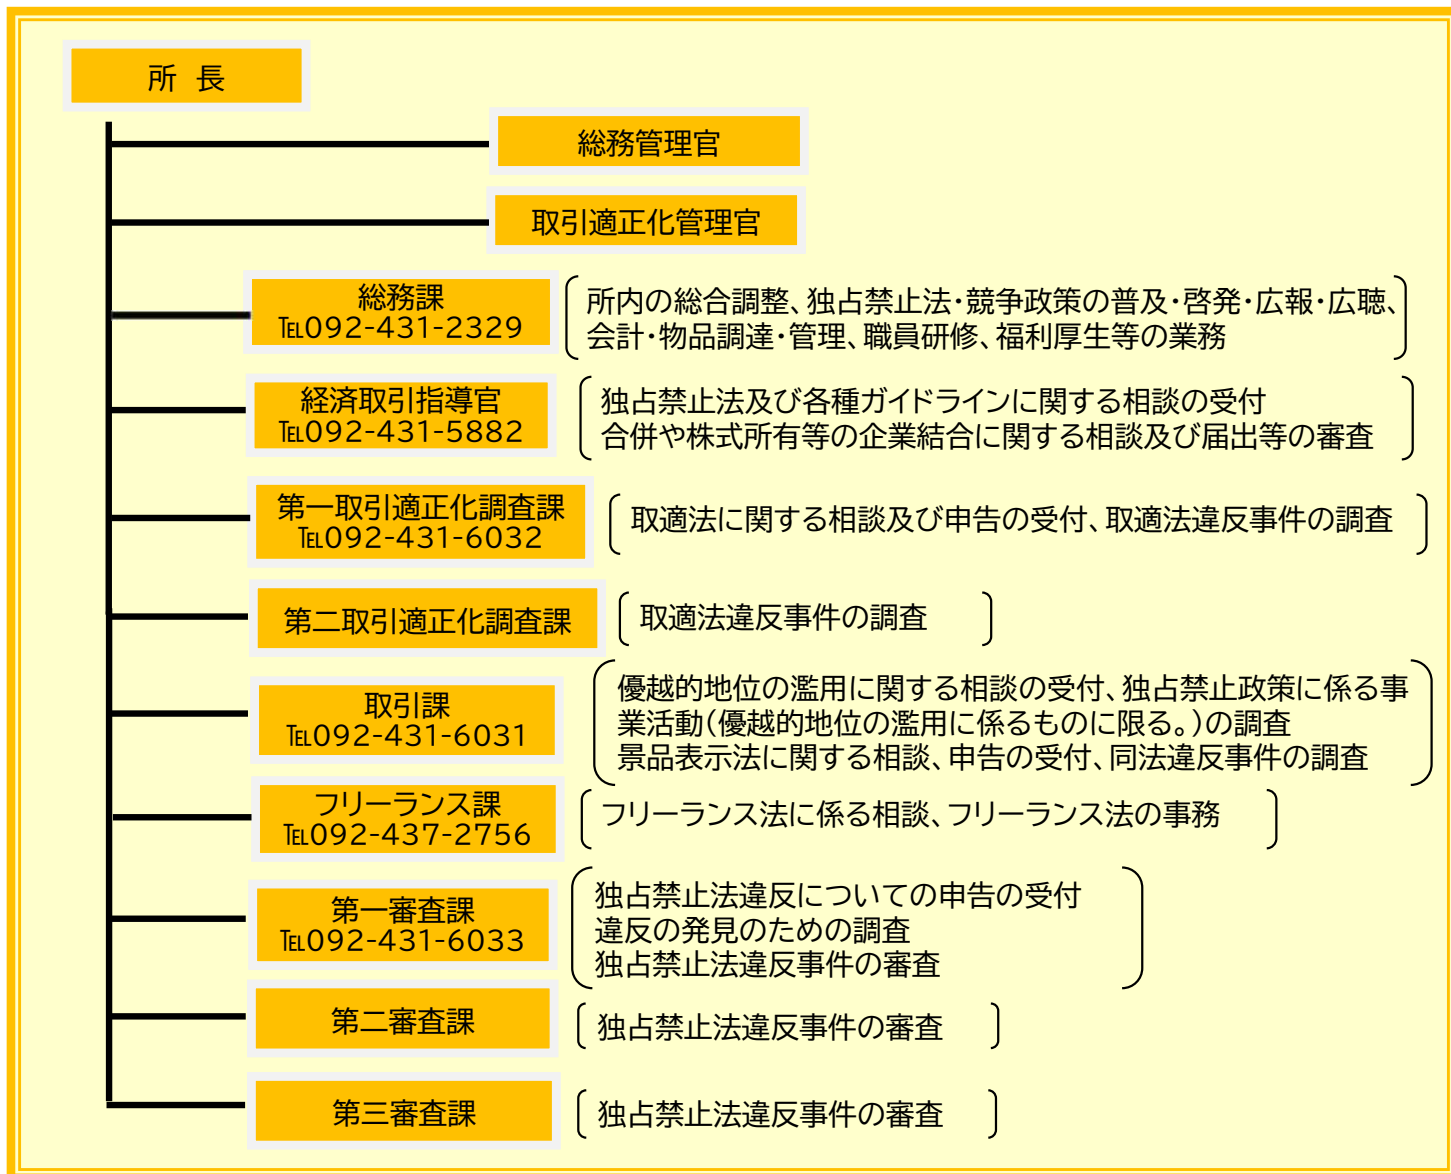 所 長
総務管理官
取引適正化管理官
総務課
℡092-431-2329
所内の総合調整、独占禁止法・競争政策の普及・啓発・広報・広聴、
会計・物品調達・管理、職員研修、福利厚生等の業務
経済取引指導官
℡092-431-5882
独占禁止法及び各種ガイドラインに関する相談の受付
合併や株式所有等の企業結合に関する相談及び届出等の審査
第一取引適正化調査課
℡092-431-6032
取適法に関する相談及び申告の受付、取適法違反事件の調査
第二取引適正化調査課
取適法違反事件の調査
取引課
℡092-431-6031
優越的地位の濫用に関する相談の受付、独占禁止政策に係る事
業活動(優越的地位の濫用に係るものに限る。)の調査
景品表示法に関する相談、申告の受付、同法違反事件の調査
フリーランス課
℡092-437-2756
フリーランス法に係る相談、フリーランス法の事務
第一審査課
℡092-431-6033
独占禁止法違反についての申告の受付
違反の発見のための調査
独占禁止法違反事件の審査
第二審査課
独占禁止法違反事件の審査
第三審査課
独占禁止法違反事件の審査